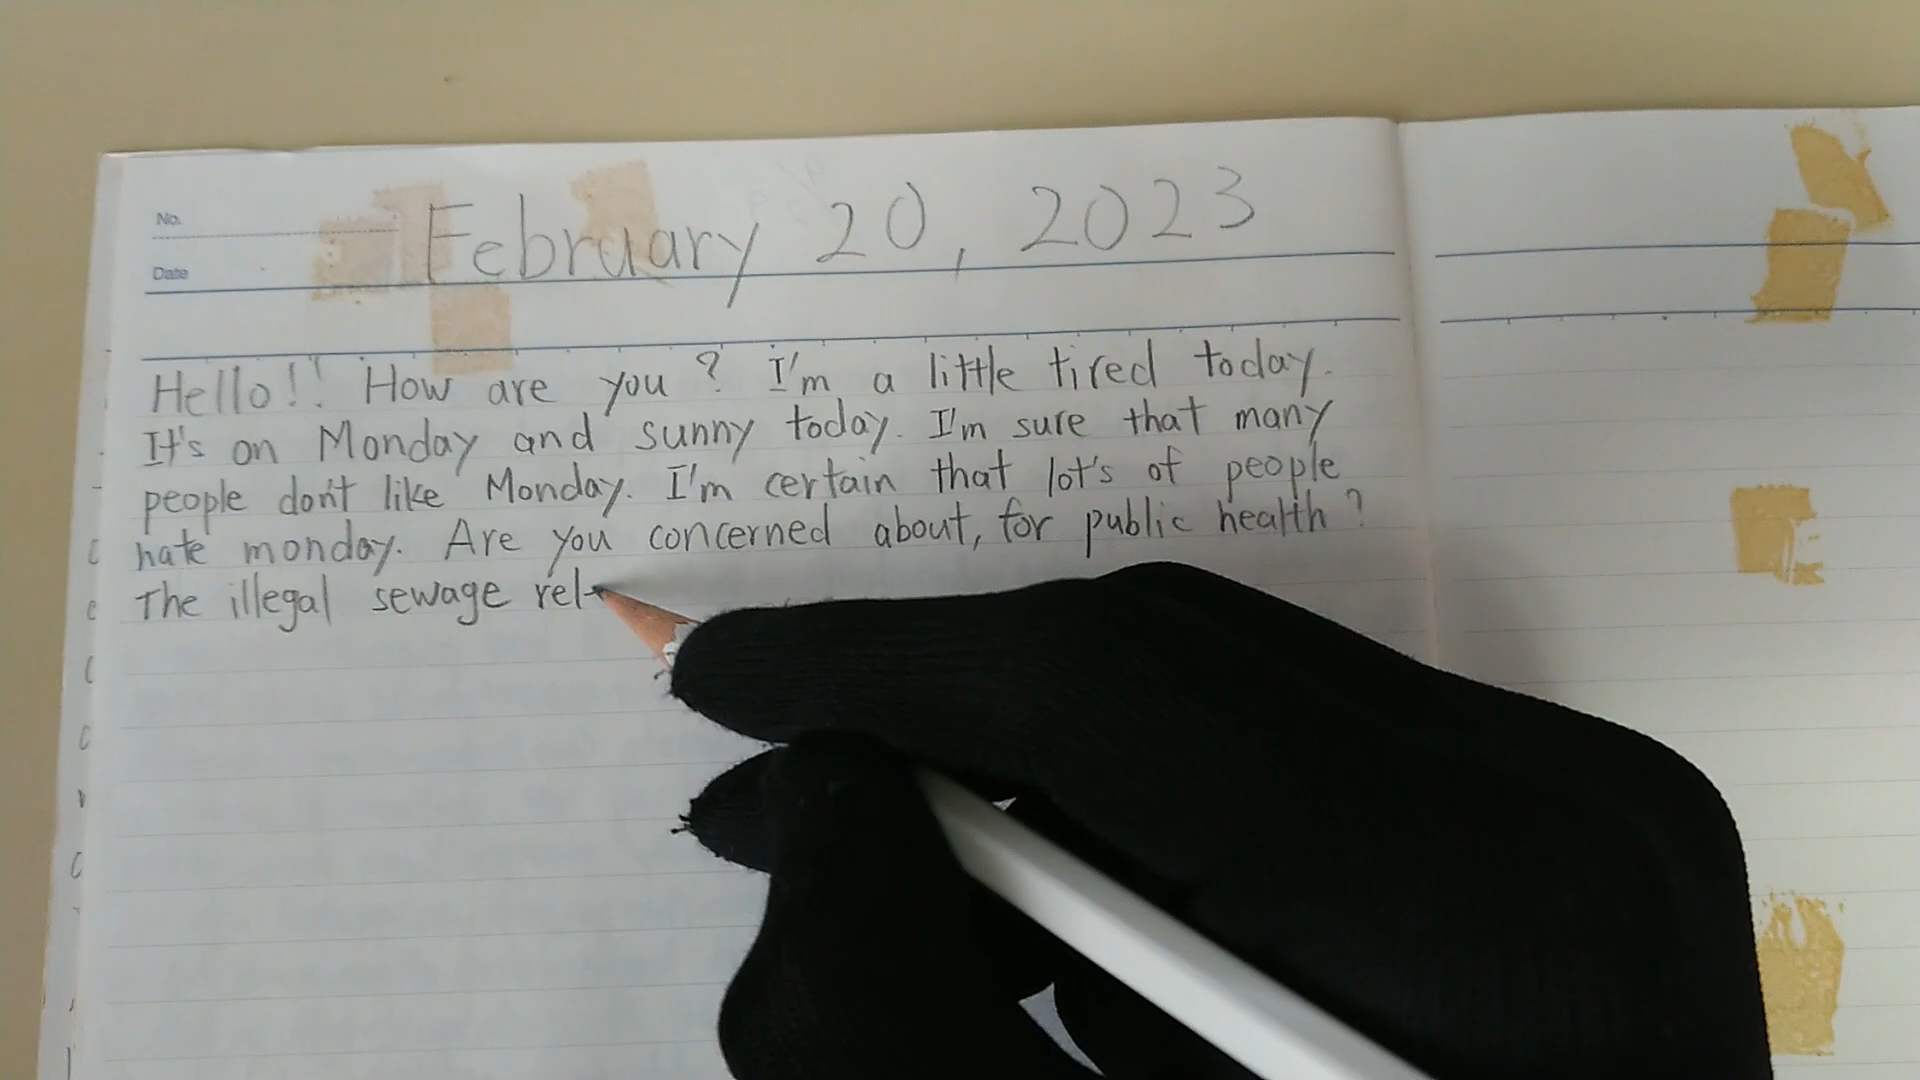 No.
Date
February 20, 2023
Hello!! How are you? I'm a little tired today.
It's on Monday and sunny today. I'm sure that many
people don't like Monday. I'm certain that lot's of people
hate monday. Are you concerned about, for public health?
The illegal sewage rel